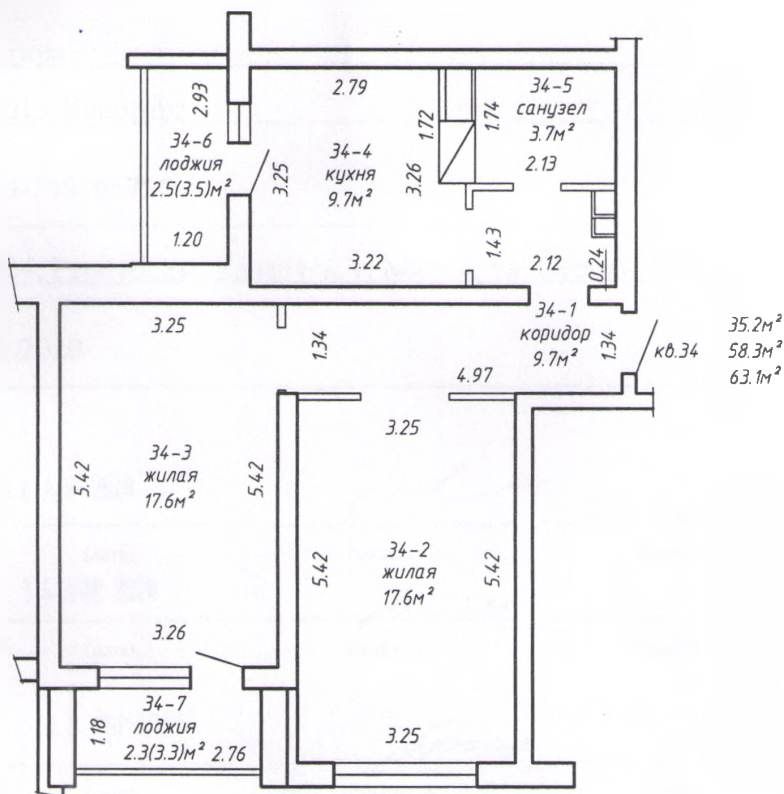 2.93
34-6
лоджия
2.5(3.5)м²
1.20
2.79
34-4
кухня
9.7м²
3.25
3.26
3.22
1.72
1.74
34-5
санузел
3.7м²
2.13
1.43
2.12
0.24
34-1
коридор
9.7м²
1.34
1.34
4.97
кв.34
35.2м²
58.3м²
63.1м²
3.25
34-3
жилая
17.6м²
5.42
5.42
3.26
3.25
34-2
жилая
17.6м²
5.42
5.42
3.25
34-7
лоджия
2.3(3.3)м²
1.18
2.76